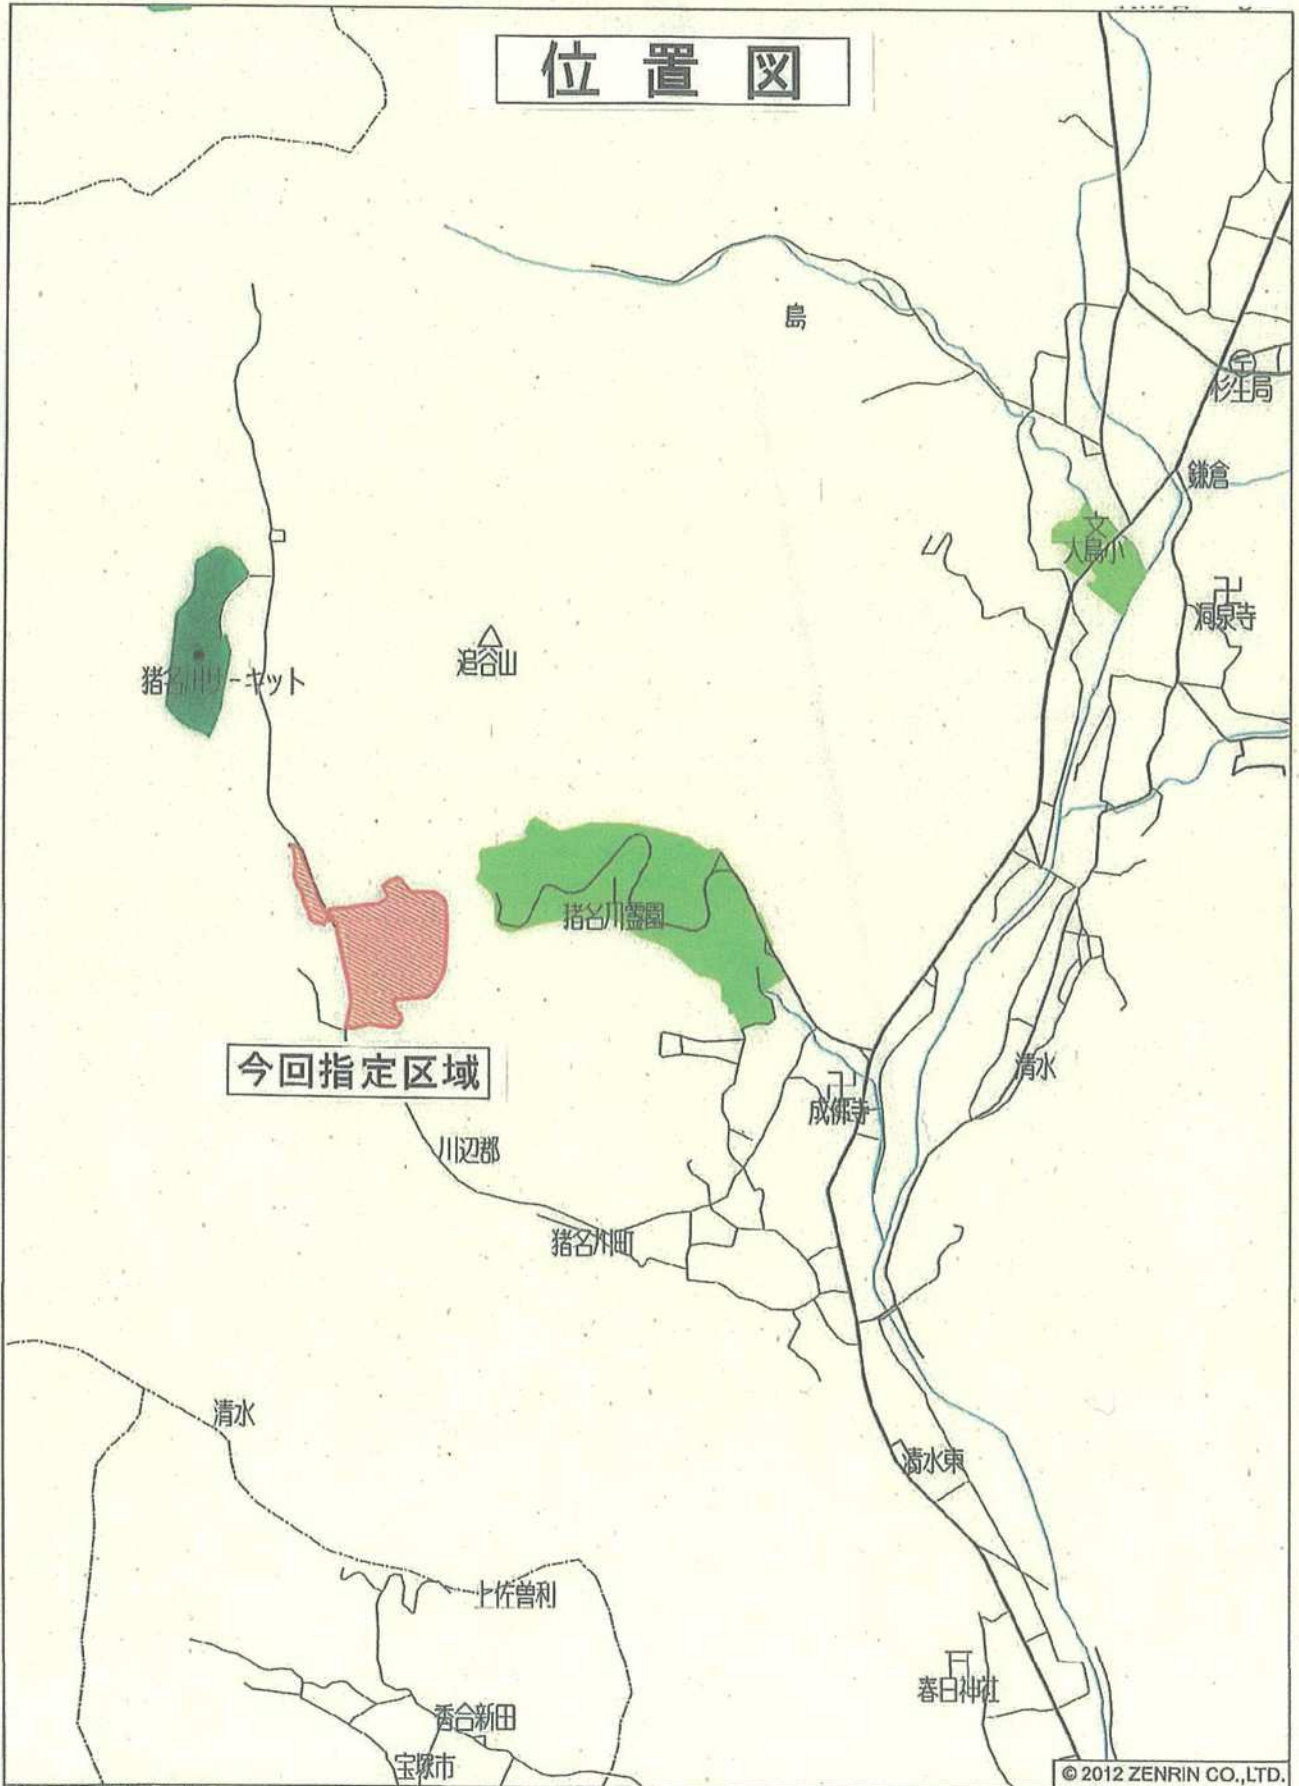 位置図
島
杉生局
鎌倉
文
大島小
洞泉寺
追谷山
猪名川サーキット
猪名川霊園
今回指定区域
清水
成佛寺
川辺郡
猪名川町
清水
清水東
上佐曽利
春日神社
香合新田
宝塚市
© 2012 ZENRIN CO.,LTD.